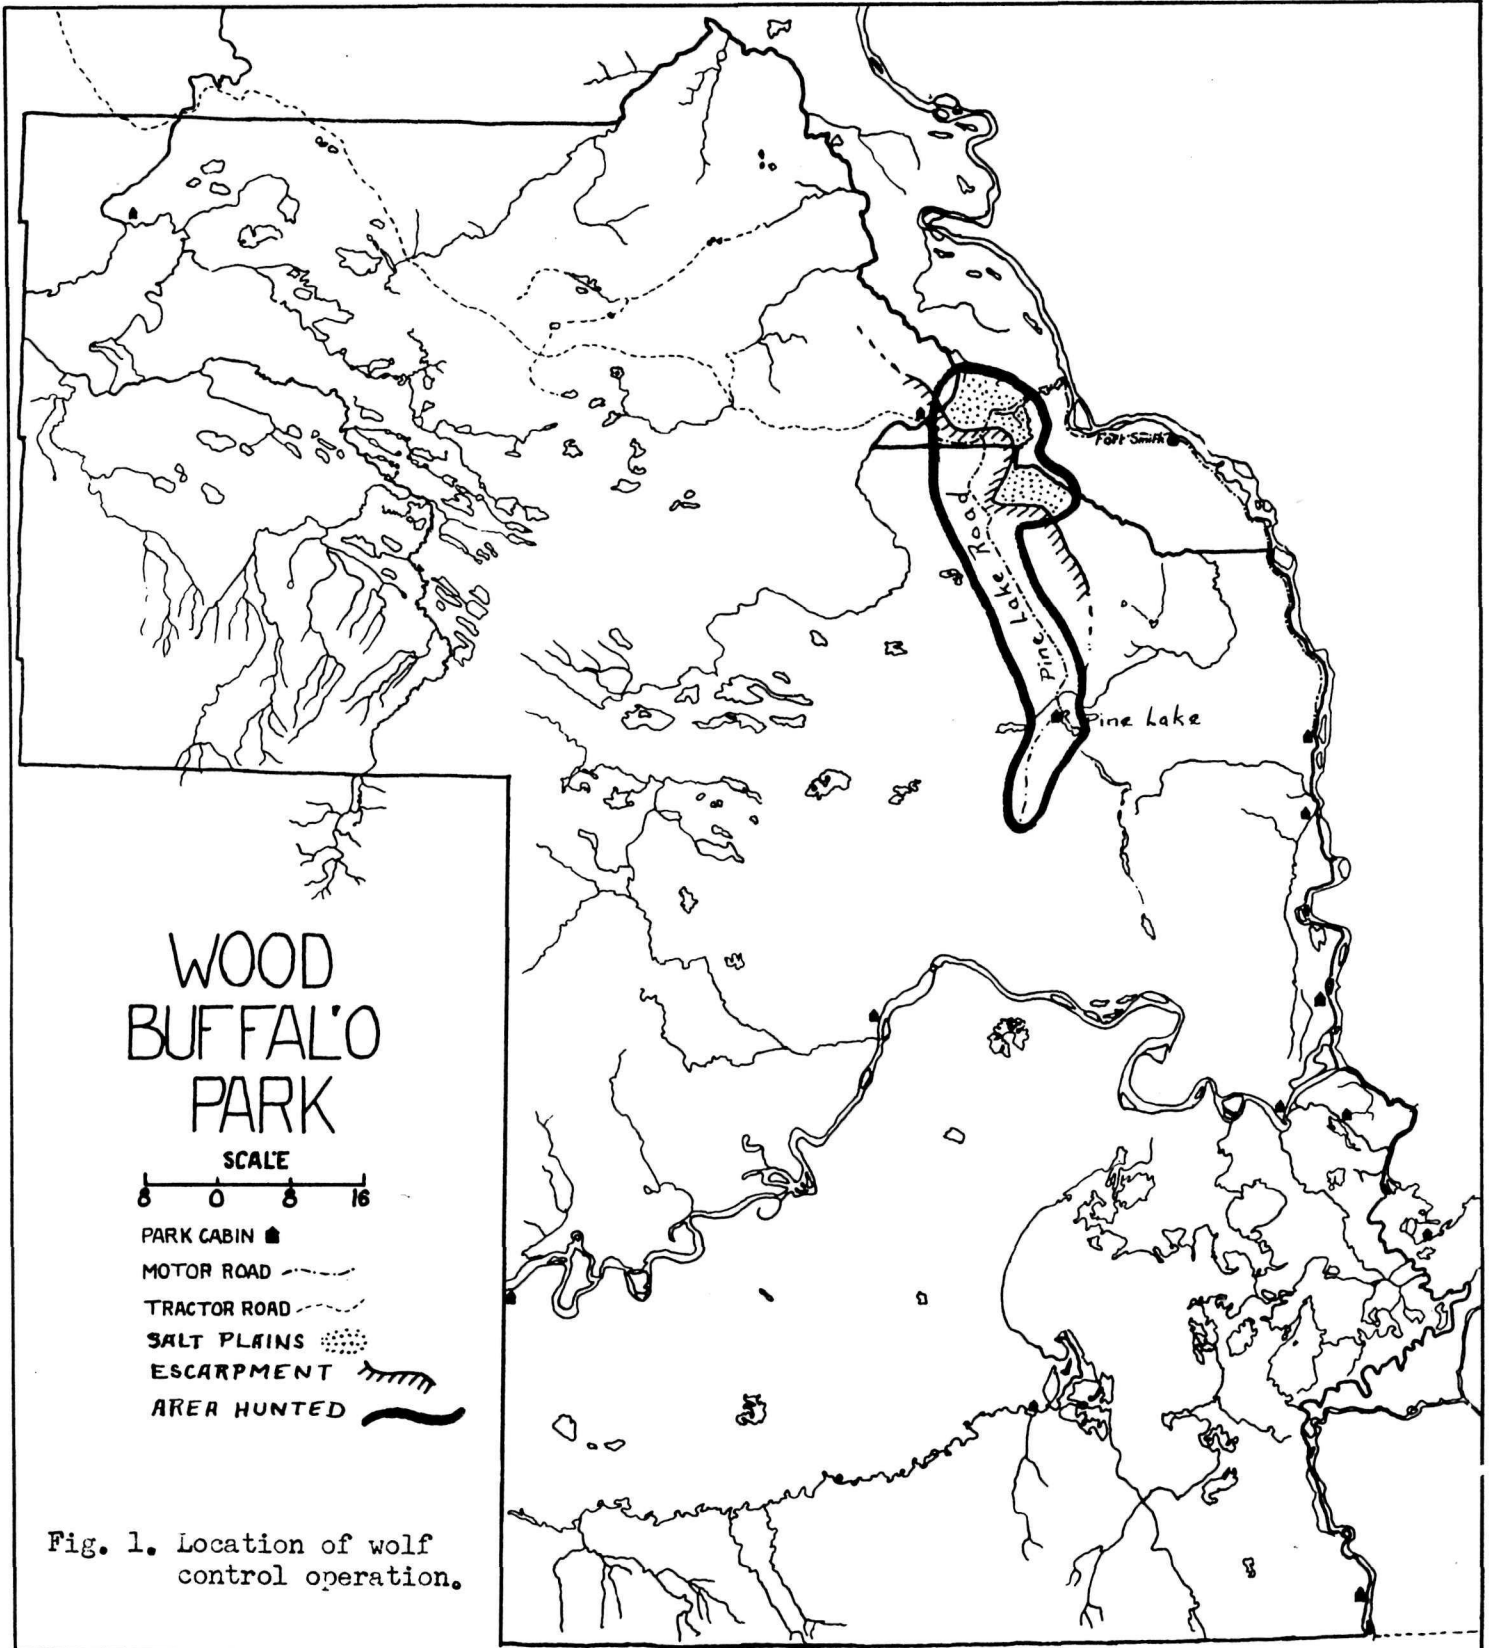 Fort Smith
Pine Lake Road
Pine Lake
WOOD
BUFFAL'O
PARK
SCALE
8 0 8 16
PARK CABIN
MOTOR ROAD
TRACTOR ROAD
SALT PLAINS
ESCARPMENT
AREA HUNTED
Fig. 1. Location of wolf
control operation.